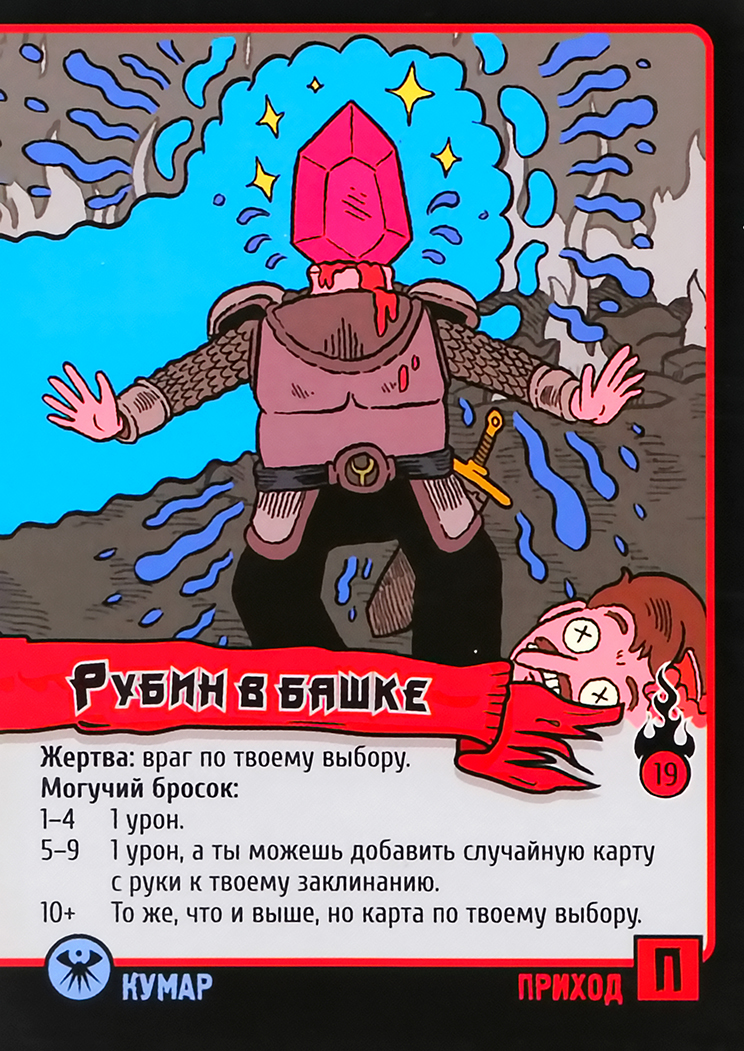 Рубин в башке
19
Жертва: враг по твоему выбору.
Могучий бросок:
1–4 1 урон.
5–9 1 урон, а ты можешь добавить случайную карту
с руки к твоему заклинанию.
10+ То же, что и выше, но карта по твоему выбору.
КУМАР ПРИХОД П